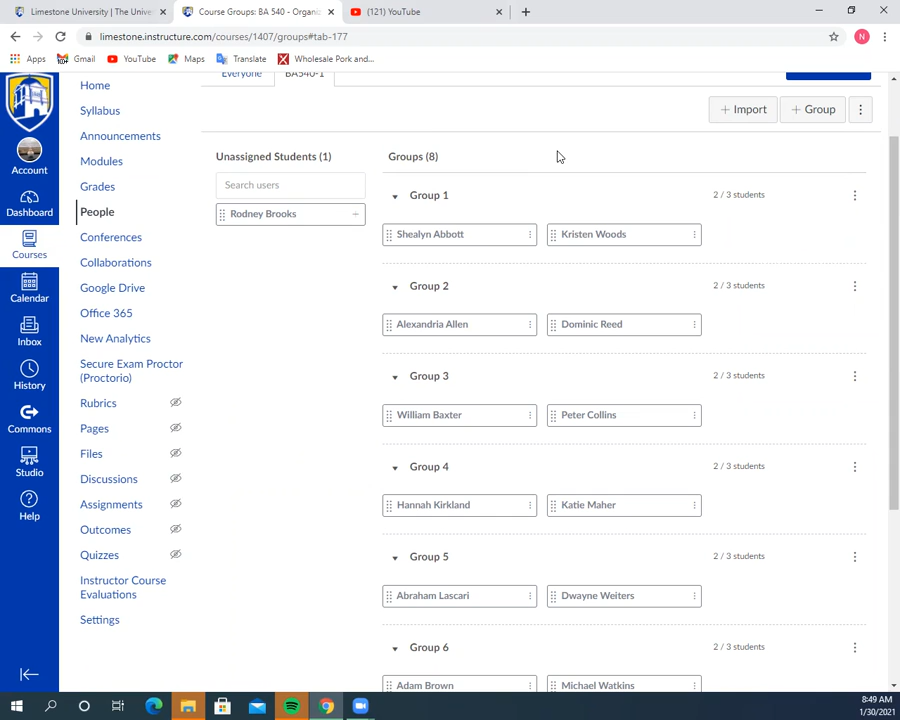 Limestone University | The Unive
Course Groups: BA 540 - Organiz
(121) YouTube
limestone.instructure.com/courses/1407/groups#tab-177
N
Apps
Gmail
YouTube
Maps
Translate
Wholesale Pork and...
Account
Dashboard
Courses
Calendar
Inbox
History
Commons
Studio
Help
Home
Syllabus
Announcements
Modules
Grades
People
Conferences
Collaborations
Google Drive
Office 365
New Analytics
Secure Exam Proctor
(Proctorio)
Rubrics
Pages
Files
Discussions
Assignments
Outcomes
Quizzes
Instructor Course
Evaluations
Settings
Everyone
BA540-1
+ Import
+ Group
Unassigned Students (1)
Search users
Rodney Brooks
Groups (8)
Group 1
2 / 3 students
Shealyn Abbott
Kristen Woods
Group 2
2 / 3 students
Alexandria Allen
Dominic Reed
Group 3
2 / 3 students
William Baxter
Peter Collins
Group 4
2 / 3 students
Hannah Kirkland
Katie Maher
Group 5
2 / 3 students
Abraham Lascari
Dwayne Weiters
Group 6
2 / 3 students
Adam Brown
Michael Watkins
8:49 AM
1/30/2021